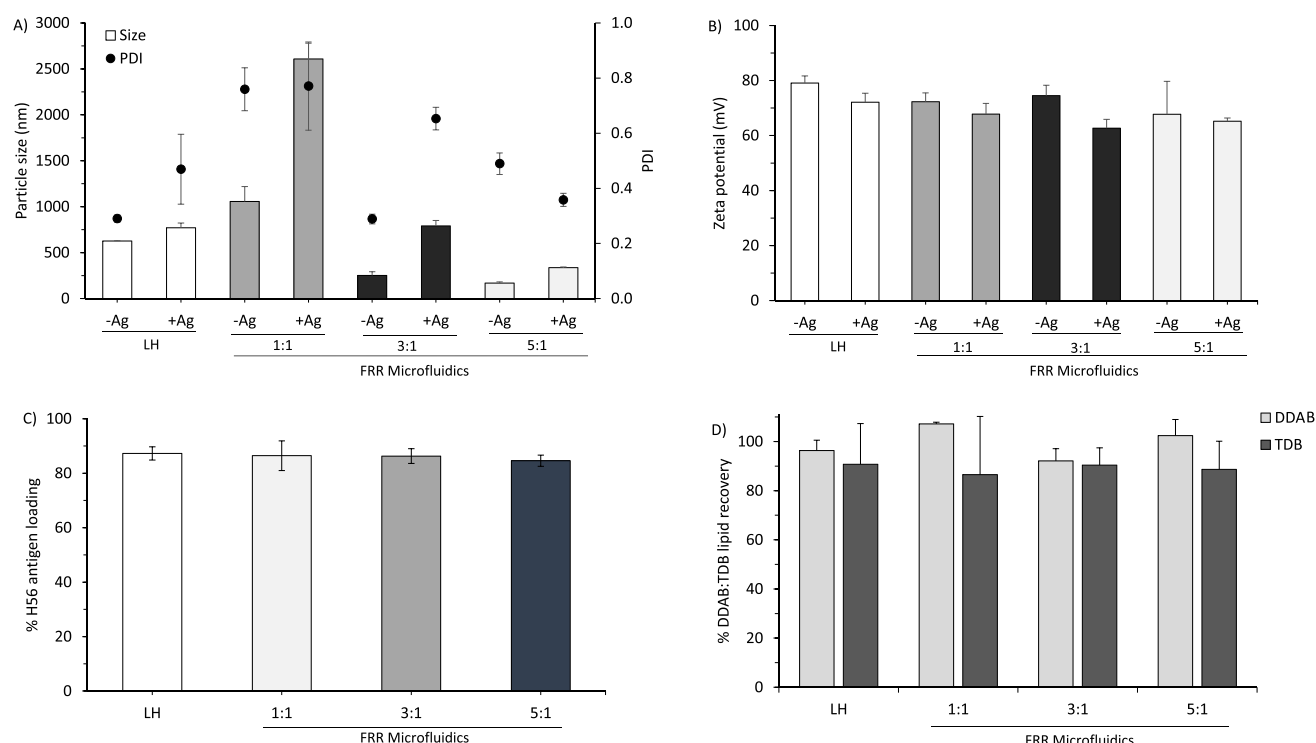 A)
3000
2500
2000
1500
1000
500
0
Particle size (nm)
Size
PDI
1.0
0.8
0.6
0.4
0.2
0.0
PDI
-Ag +Ag -Ag +Ag -Ag +Ag -Ag +Ag
LH 1:1 3:1 5:1
FRR Microfluidics
B)
100
80
60
40
20
0
Zeta potential (mV)
-Ag +Ag -Ag +Ag -Ag +Ag -Ag +Ag
LH 1:1 3:1 5:1
FRR Microfluidics
C)
100
80
60
40
20
0
% H56 antigen loading
LH 1:1 3:1 5:1
FRR Microfluidics
D)
100
80
60
40
20
0
% DDAB:TDB lipid recovery
DDAB
TDB
LH 1:1 3:1 5:1
FRR Microfluidics